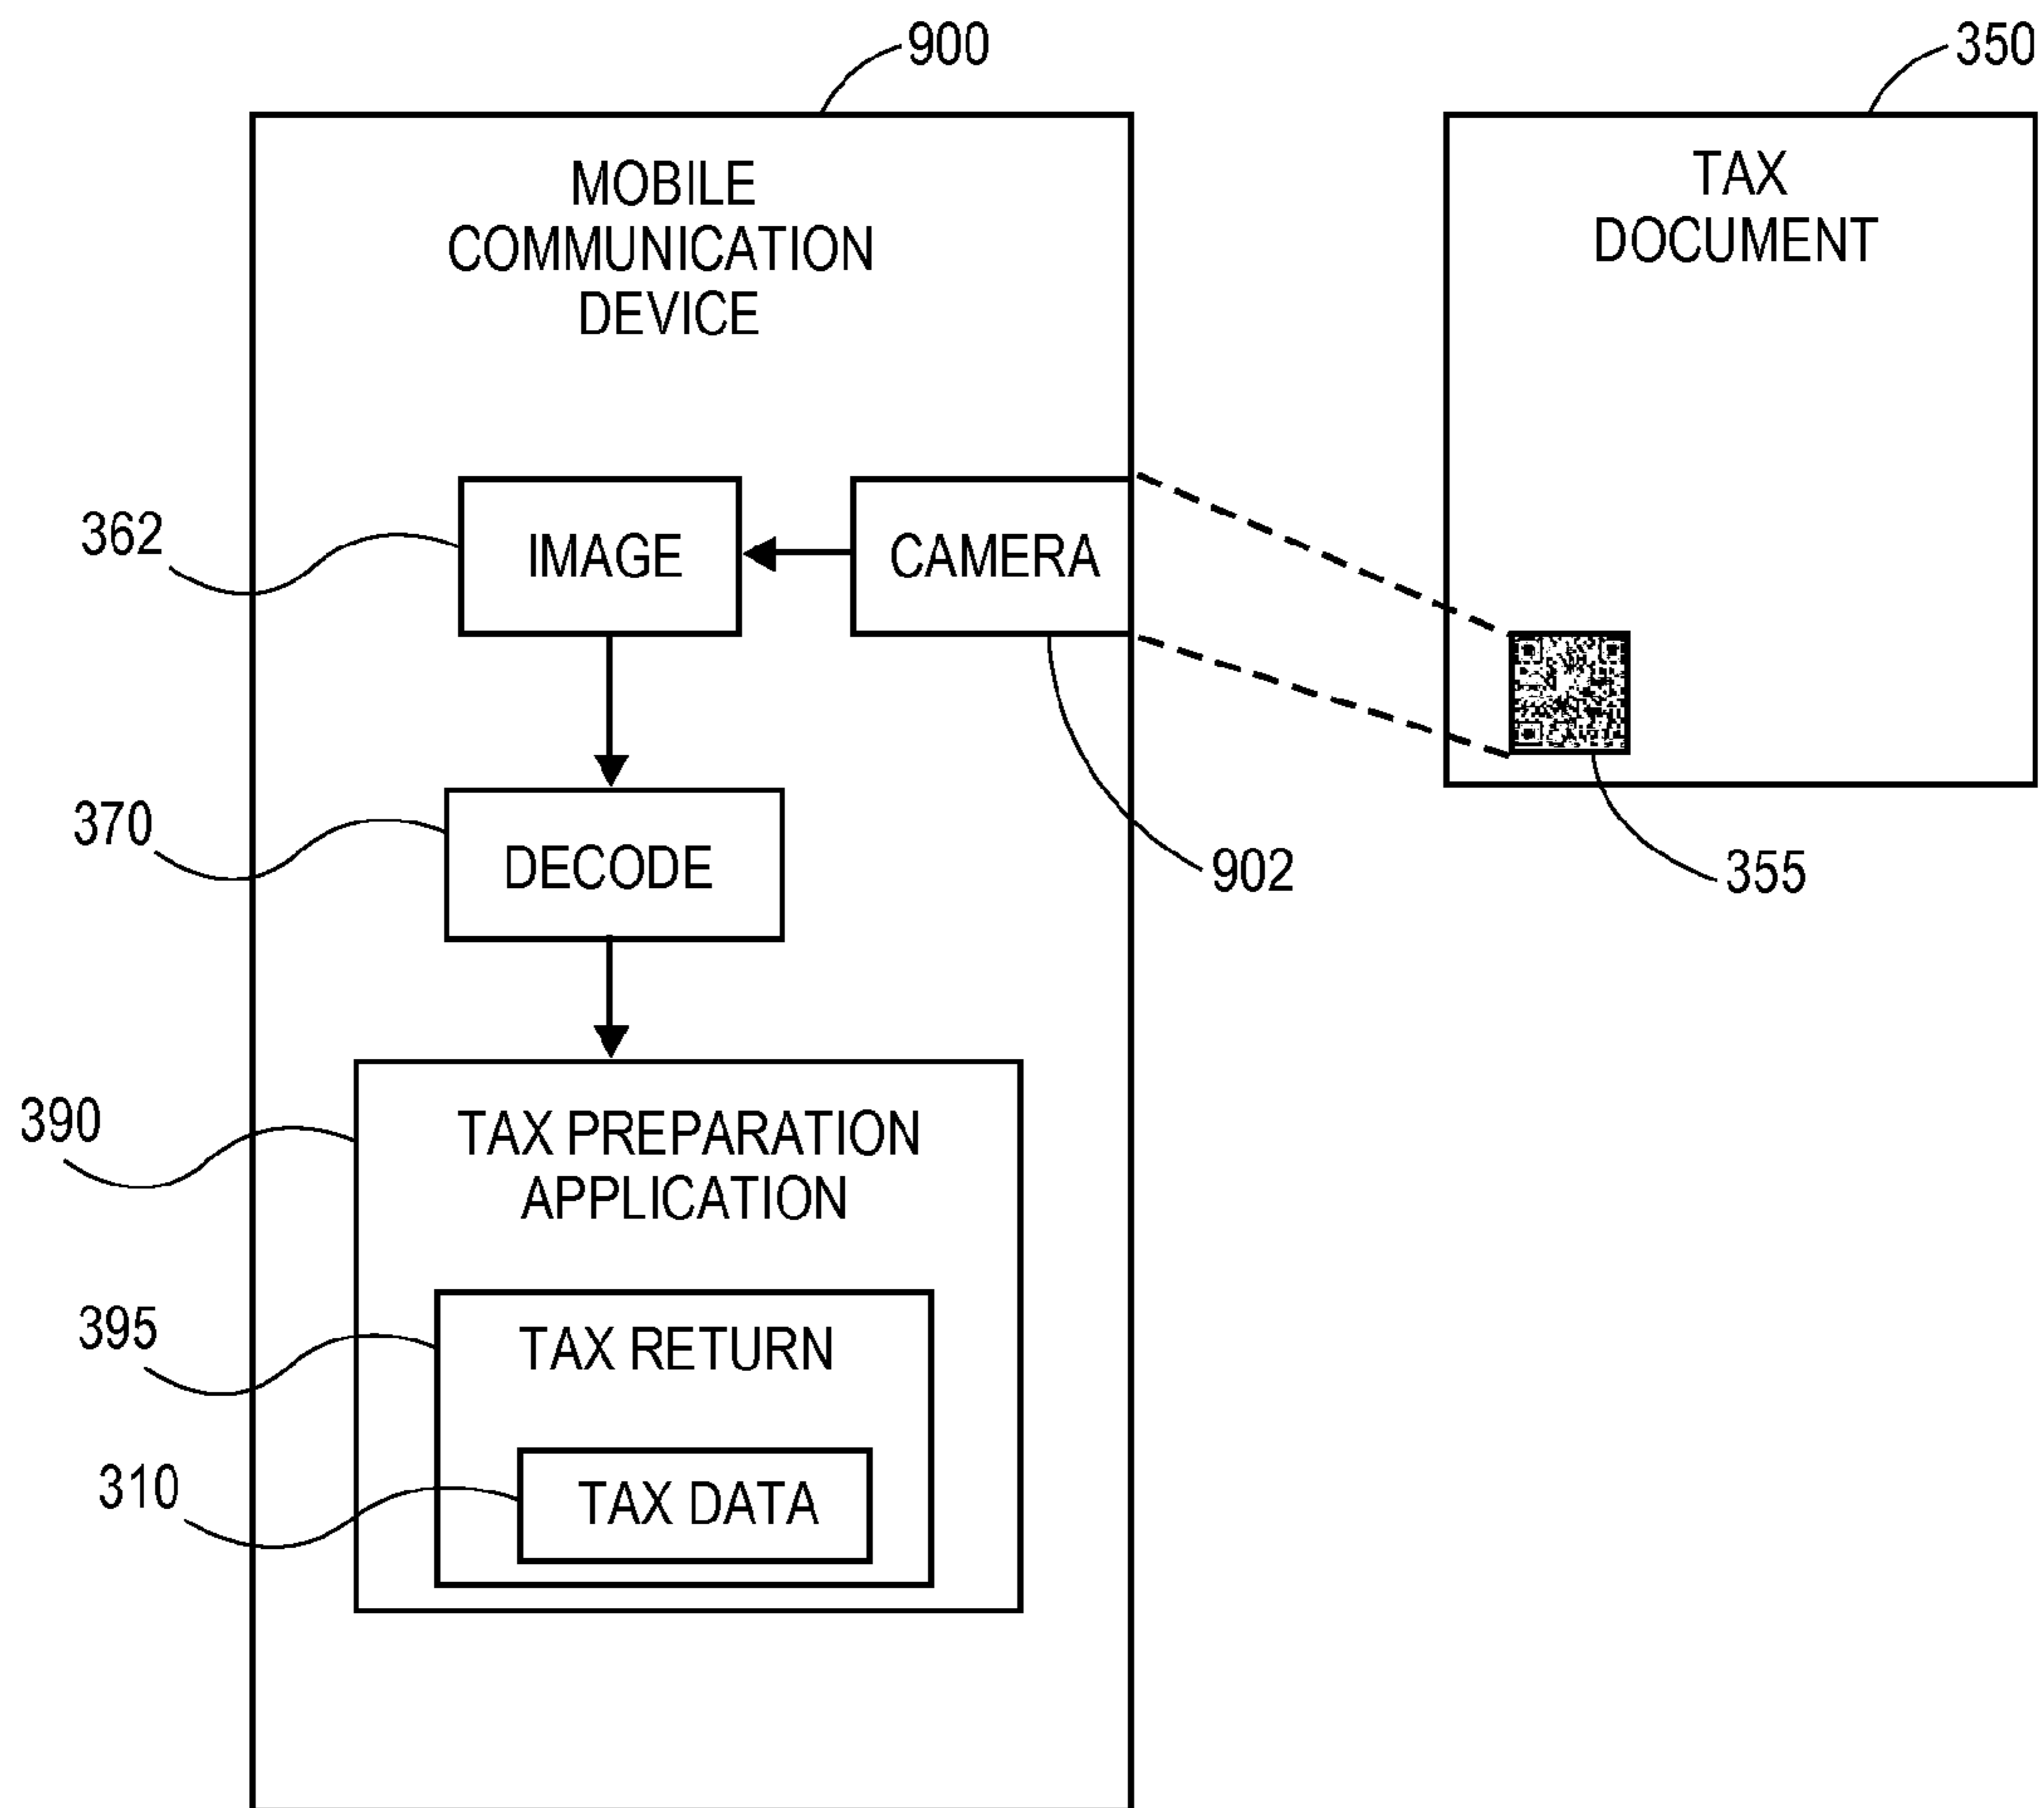 900
350
MOBILE
COMMUNICATION
DEVICE
TAX
DOCUMENT
362
IMAGE
CAMERA
370
DECODE
902
355
390
TAX PREPARATION
APPLICATION
395
TAX RETURN
310
TAX DATA